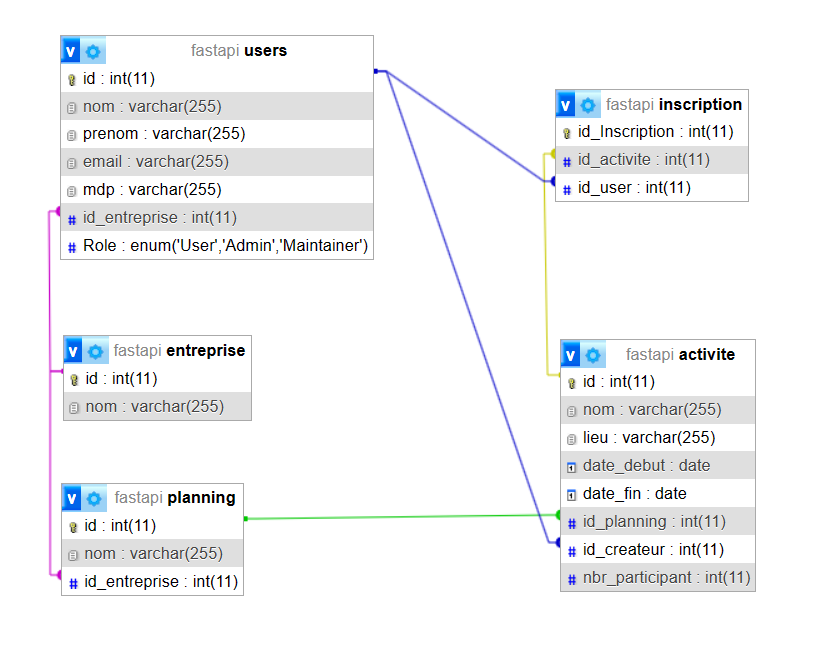 v fastapi users
id : int(11)
nom : varchar(255)
prenom : varchar(255)
email : varchar(255)
mdp : varchar(255)
# id_entreprise : int(11)
# Role : enum('User','Admin','Maintainer')
v fastapi inscription
id_Inscription : int(11)
# id_activite : int(11)
# id_user : int(11)
v fastapi entreprise
id : int(11)
nom : varchar(255)
v fastapi activite
id : int(11)
nom : varchar(255)
lieu : varchar(255)
date_debut : date
date_fin : date
# id_planning : int(11)
# id_createur : int(11)
# nbr_participant : int(11)
v fastapi planning
id : int(11)
nom : varchar(255)
# id_entreprise : int(11)